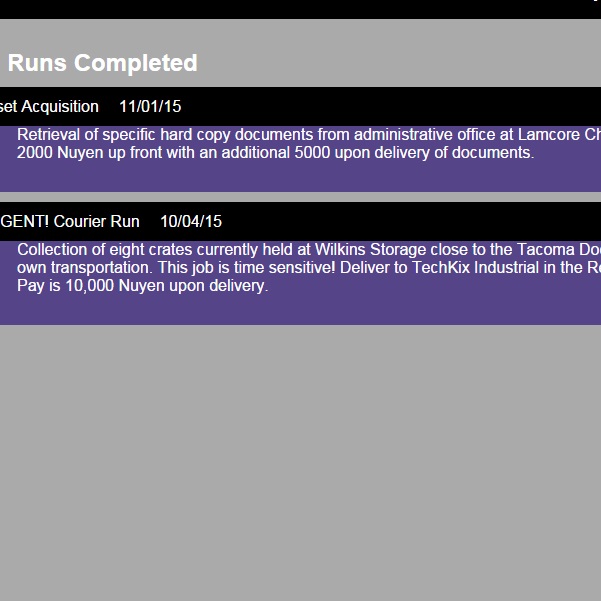 Runs Completed
set Acquisition 11/01/15
Retrieval of specific hard copy documents from administrative office at Lamcore Ch
2000 Nuyen up front with an additional 5000 upon delivery of documents.
GENT! Courier Run 10/04/15
Collection of eight crates currently held at Wilkins Storage close to the Tacoma Do
own transportation. This job is time sensitive! Deliver to TechKix Industrial in the Re
Pay is 10,000 Nuyen upon delivery.